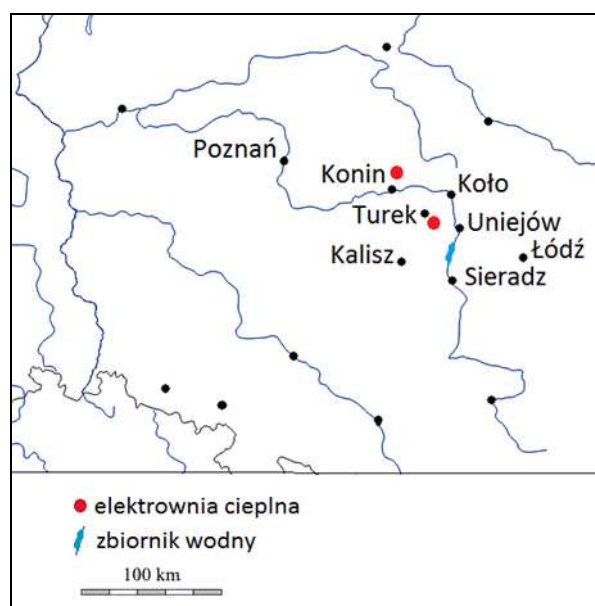 Poznań
Konin
Koło
Turek
Uniejów
Kalisz
Łódź
Sieradz
elektrownia cieplna
zbiornik wodny
100 km